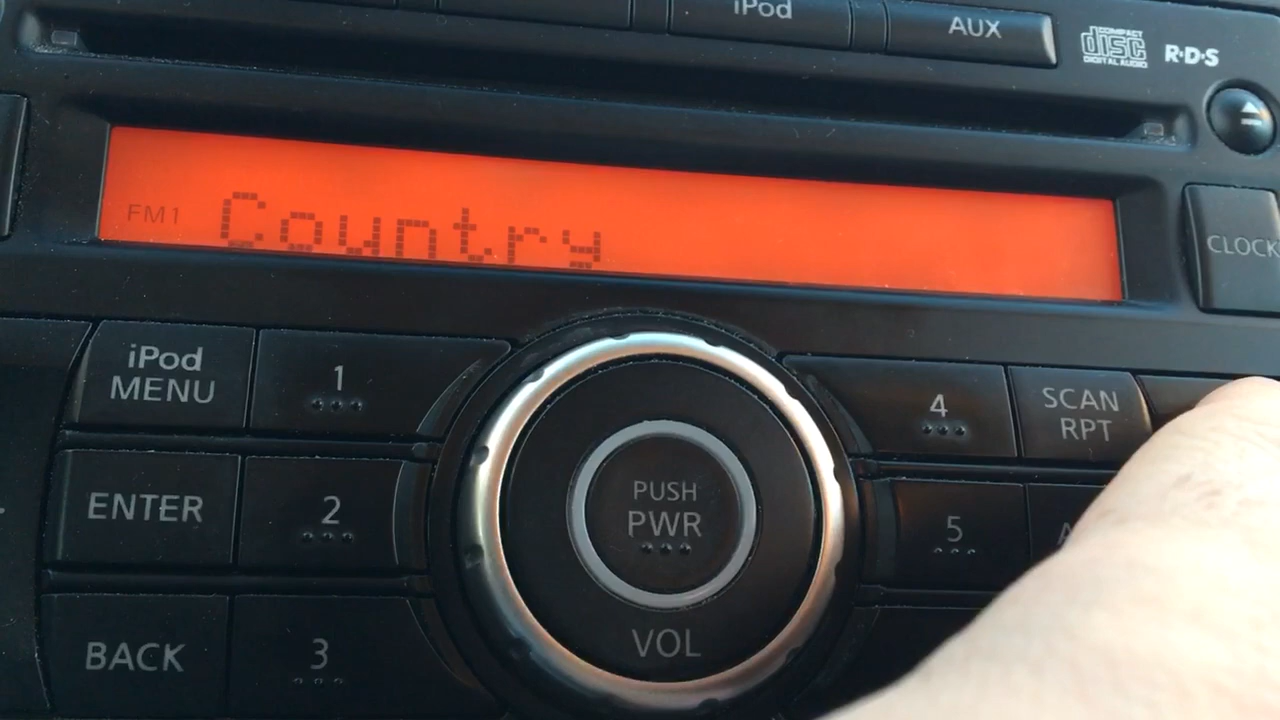 iPod
AUX
COMPACT
disc
DIGITAL AUDIO
R·D·S
FM1
Country
CLOCK
iPod
MENU
1
4
SCAN
RPT
ENTER
2
PUSH
PWR
5
A
BACK
3
VOL